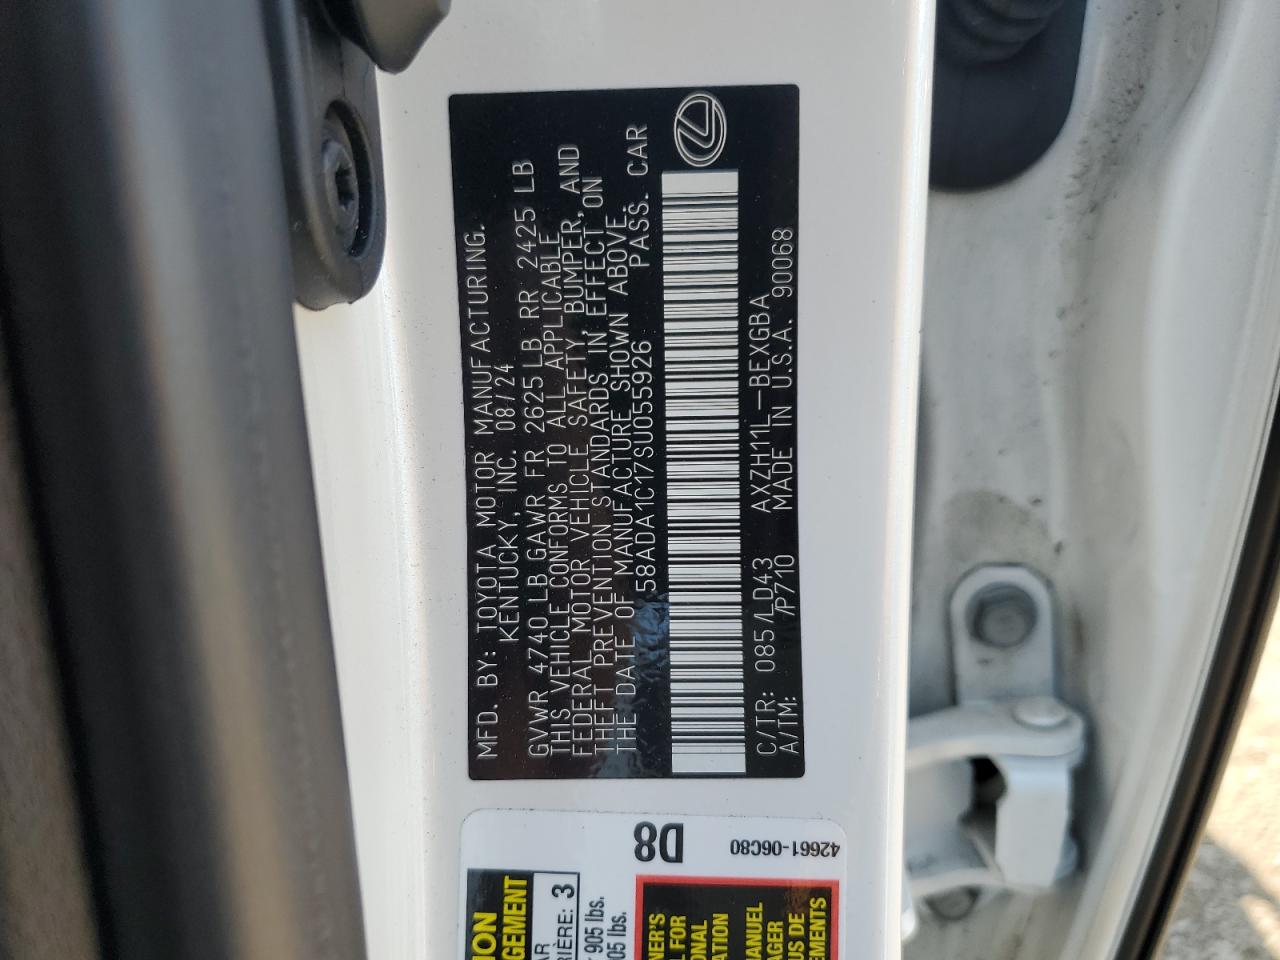 MFD. BY: TOYOTA MOTOR MANUFACTURING.
KENTUCKY, INC. 08/24
GVWR 4740 LB GAWR FR 2625 LB RR 2425 LB
THIS VEHICLE CONFORMS TO ALL APPLICABLE
FEDERAL MOTOR VEHICLE SAFETY, BUMPER, AND
THEFT PREVENTION STANDARDS IN EFFECT ON
THE DATE OF MANUFACTURE SHOWN ABOVE.
58ADA1C17SU055926 PASS. CAR
C/TR: 085/LD43 AXZH11L-BEXGBA
A/TM: /P710 MADE IN U.S.A. 90068
D8
42661-06C80
3
905 lbs.